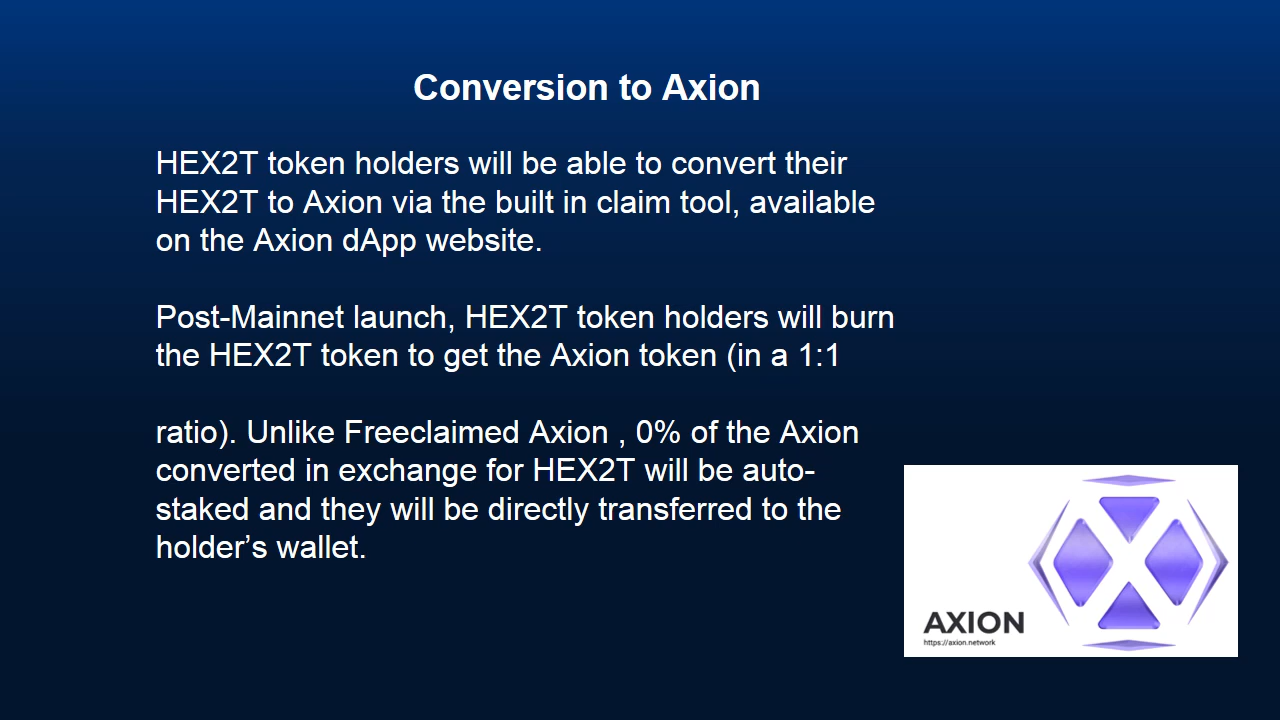 Conversion to Axion
HEX2T token holders will be able to convert their
HEX2T to Axion via the built in claim tool, available
on the Axion dApp website.
Post-Mainnet launch, HEX2T token holders will burn
the HEX2T token to get the Axion token (in a 1:1
ratio). Unlike Freeclaimed Axion , 0% of the Axion
converted in exchange for HEX2T will be auto-
staked and they will be directly transferred to the
holder’s wallet.
AXION
https://axion.network